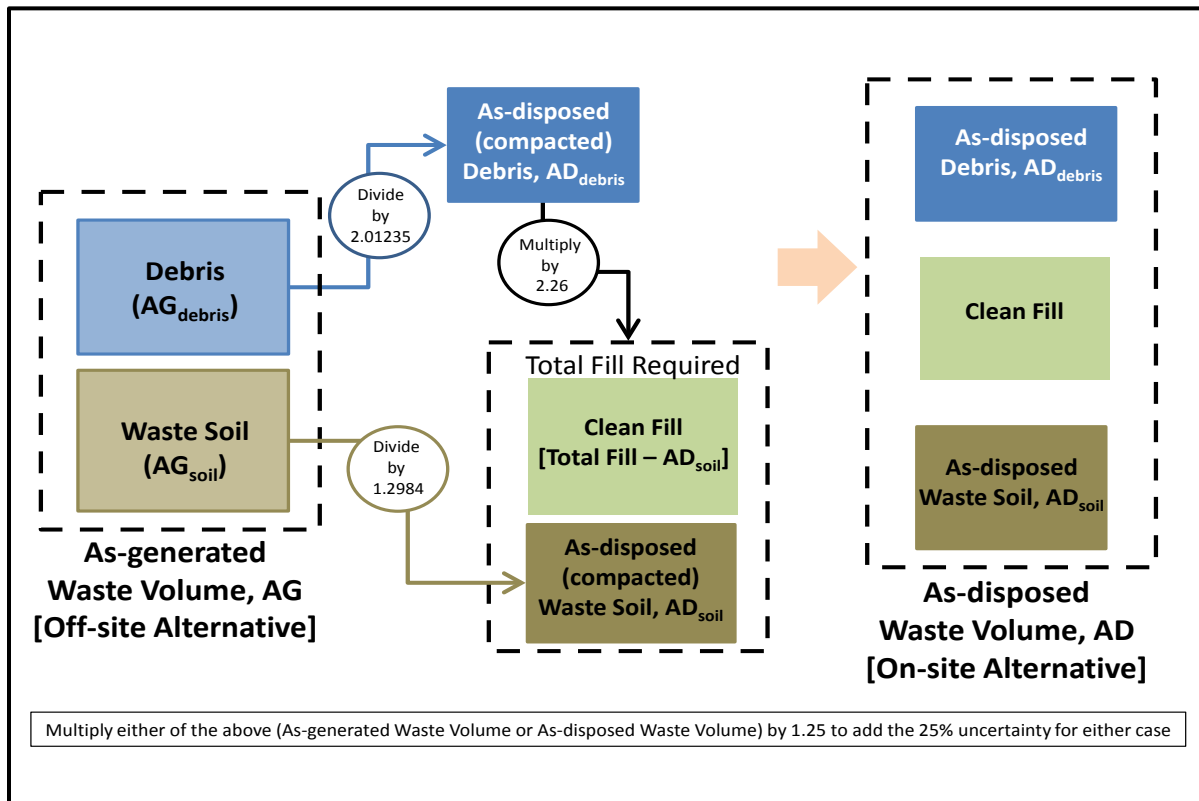 As-disposed
(compacted)
Debris, ADdebris
Divide
by
2.01235
Debris
(AGdebris)
Multiply
by
2.26
Waste Soil
(AGsoil)
Divide
by
1.2984
As-generated
Waste Volume, AG
[Off-site Alternative]
Total Fill Required
Clean Fill
[Total Fill – ADsoil]
As-disposed
(compacted)
Waste Soil, ADsoil
As-disposed
Debris, ADdebris
Clean Fill
As-disposed
Waste Soil, ADsoil
As-disposed
Waste Volume, AD
[On-site Alternative]
Multiply either of the above (As-generated Waste Volume or As-disposed Waste Volume) by 1.25 to add the 25% uncertainty for either case